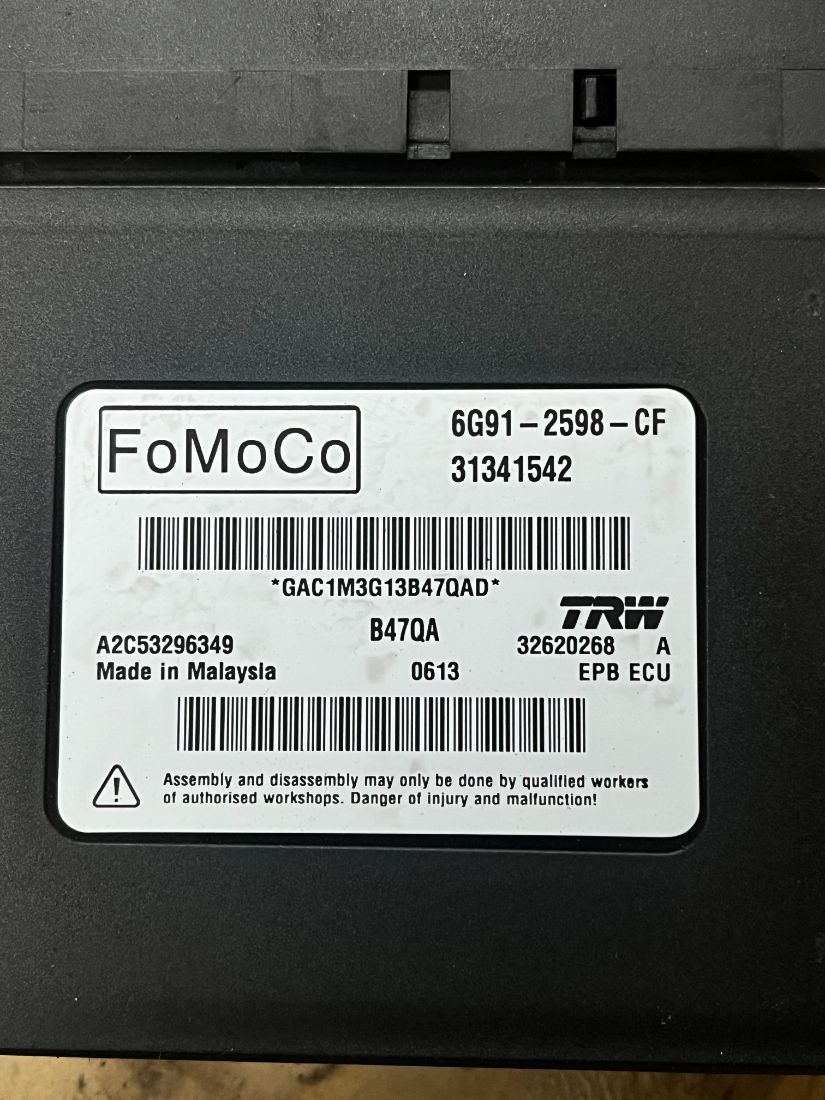 FoMoCo
6G91-2598-CF
31341542
*GAC1M3G13B47QAD*
TRW
B47QA
A2C53296349
32620268 A
Made in Malaysia
0613
EPB ECU
Assembly and disassembly may only be done by qualified workers
of authorised workshops. Danger of injury and malfunction!